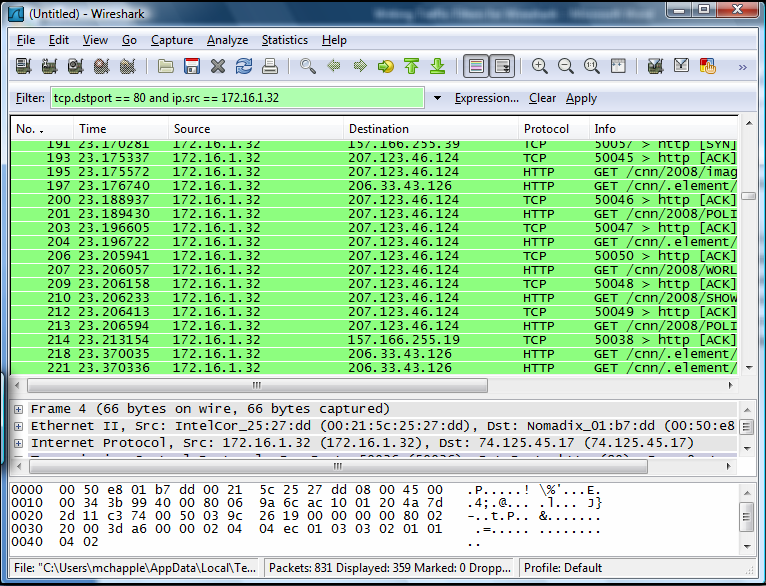 (Untitled) - Wireshark
File Edit View Go Capture Analyze Statistics Help
Filter: tcp.dstport == 80 and ip.src == 172.16.1.32 Expression... Clear Apply
No. . Time Source Destination Protocol Info
191 23.170281 172.16.1.32 157.166.255.39 TCP 50057 > http [SYN]
193 23.175337 172.16.1.32 207.123.46.124 TCP 50045 > http [ACK]
195 23.175572 172.16.1.32 207.123.46.124 HTTP GET /cnn/2008/imag
197 23.176740 172.16.1.32 206.33.43.126 HTTP GET /cnn/.element/
200 23.188937 172.16.1.32 207.123.46.124 TCP 50046 > http [ACK]
201 23.189430 172.16.1.32 207.123.46.124 HTTP GET /cnn/2008/POLI
203 23.196605 172.16.1.32 207.123.46.124 TCP 50047 > http [ACK]
204 23.196722 172.16.1.32 207.123.46.124 HTTP GET /cnn/.element/
206 23.205941 172.16.1.32 207.123.46.124 TCP 50050 > http [ACK]
207 23.206057 172.16.1.32 207.123.46.124 HTTP GET /cnn/2008/WORL
209 23.206158 172.16.1.32 207.123.46.124 TCP 50048 > http [ACK]
210 23.206233 172.16.1.32 207.123.46.124 HTTP GET /cnn/2008/SHOW
212 23.206413 172.16.1.32 207.123.46.124 TCP 50049 > http [ACK]
213 23.206594 172.16.1.32 207.123.46.124 HTTP GET /cnn/2008/POLI
214 23.213154 172.16.1.32 157.166.255.19 TCP 50038 > http [ACK]
218 23.370035 172.16.1.32 206.33.43.126 HTTP GET /cnn/.element/
221 23.370336 172.16.1.32 206.33.43.126 HTTP GET /cnn/.element/
Frame 4 (66 bytes on wire, 66 bytes captured)
Ethernet II, Src: IntelCor_25:27:dd (00:21:5c:25:27:dd), Dst: Nomadix_01:b7:dd (00:50:e8
Internet Protocol, Src: 172.16.1.32 (172.16.1.32), Dst: 74.125.45.17 (74.125.45.17)
0000 00 50 e8 01 b7 dd 00 21 5c 25 27 dd 08 00 45 00 .P.....! \%'...E.
0010 00 34 3b 99 40 00 80 06 9a 6c ac 10 01 20 4a 7d .4;.@... .l... J}
0020 2d 11 c3 74 00 50 03 9c 26 19 00 00 00 00 80 02 -..t.P.. &.......
0030 20 00 3d a6 00 00 02 04 04 ec 01 03 03 02 01 01 .=..... ........
0040 04 02 ..
File: "C:\Users\mchapple\AppData\Local\Te... Packets: 831 Displayed: 359 Marked: 0 Dropp... Profile: Default